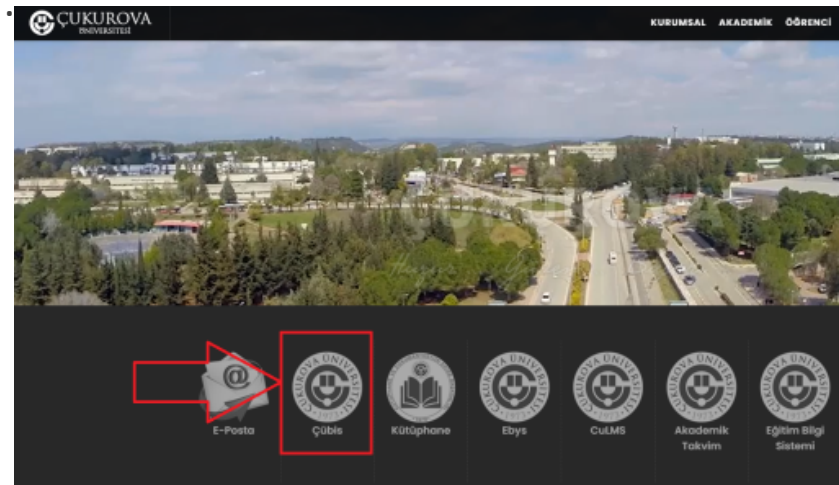 ÇUKUROVA
ÜNİVERSİTESİ
KURUMSAL AKADEMİK ÖĞRENCİ
E-Posta
Çübis
Kütüphane
Ebys
CuLMS
Akademik
Takvim
Eğitim Bilgi
Sistemi